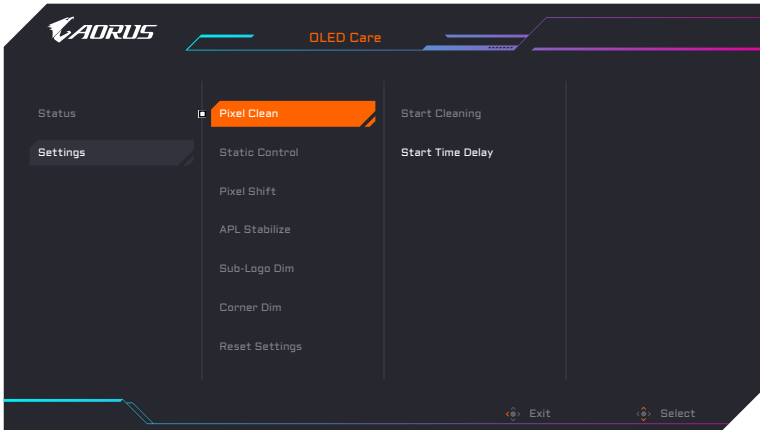 AORUS
OLED Care
Status
Settings
Pixel Clean
Static Control
Pixel Shift
APL Stabilize
Sub-Logo Dim
Corner Dim
Reset Settings
Start Cleaning
Start Time Delay
Exit
Select